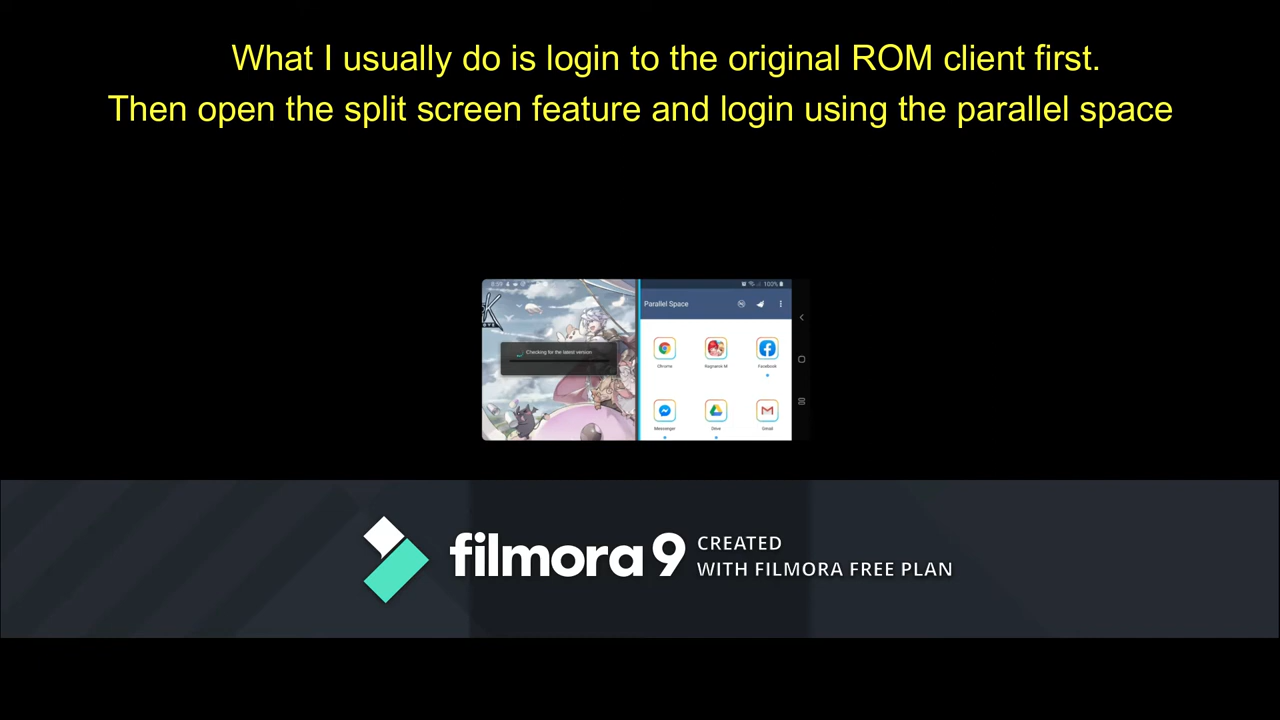 What I usually do is login to the original ROM client first.
Then open the split screen feature and login using the parallel space
100%
Parallel Space
Checking for the latest version
Chrome
Ragnarok M
Facebook
Messenger
Drive
Gmail
filmora 9
CREATED
WITH FILMORA FREE PLAN